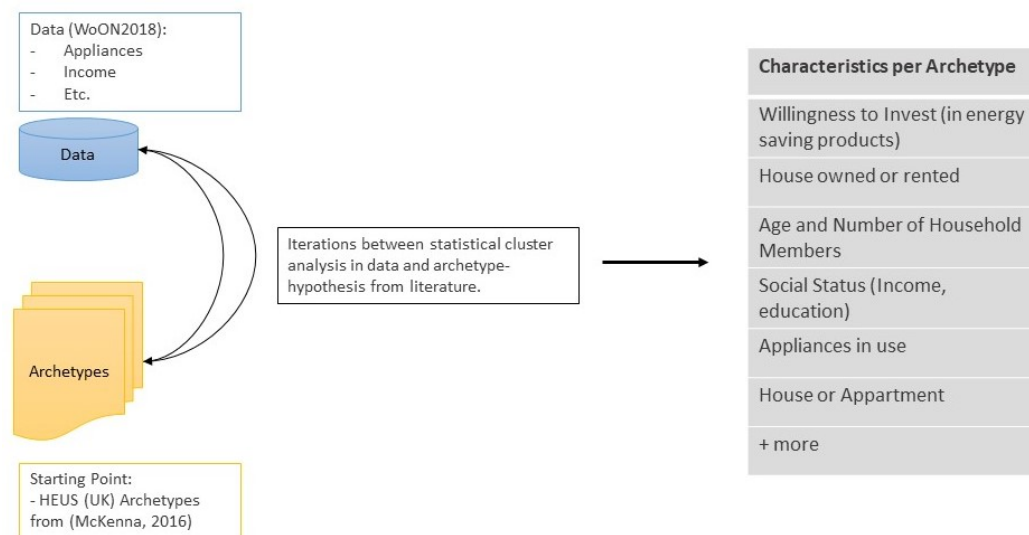 Data (WoON2018):
- Appliances
- Income
- Etc.
Data
Iterations between statistical cluster
analysis in data and archetype-
hypothesis from literature.
Archetypes
Starting Point:
- HEUS (UK) Archetypes
from (McKenna, 2016)
Characteristics per Archetype
Willingness to Invest (in energy
saving products)
House owned or rented
Age and Number of Household
Members
Social Status (Income,
education)
Appliances in use
House or Appartment
+ more